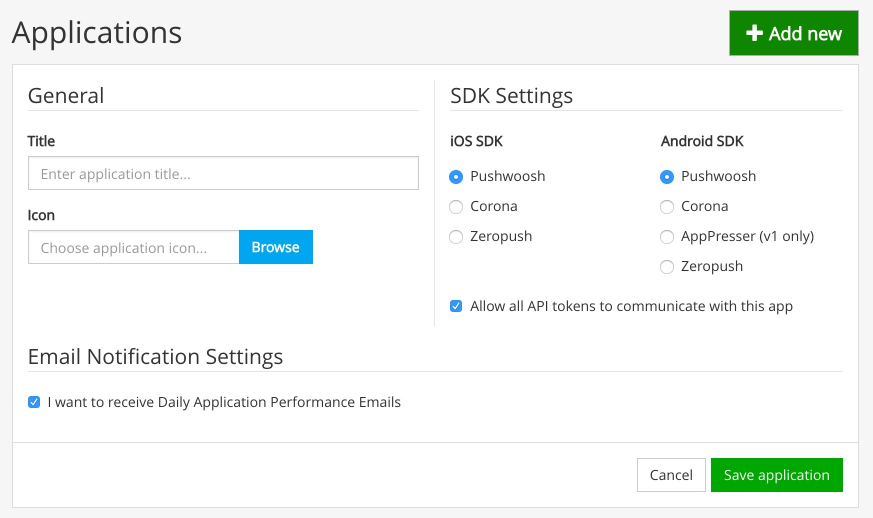 Applications
Add new
General
Title
Enter application title...
Icon
Choose application icon...
Browse
SDK Settings
iOS SDK
Pushwoosh
Corona
Zeropush
Android SDK
Pushwoosh
Corona
AppPresser (v1 only)
Zeropush
Allow all API tokens to communicate with this app
Email Notification Settings
I want to receive Daily Application Performance Emails
Cancel
Save application